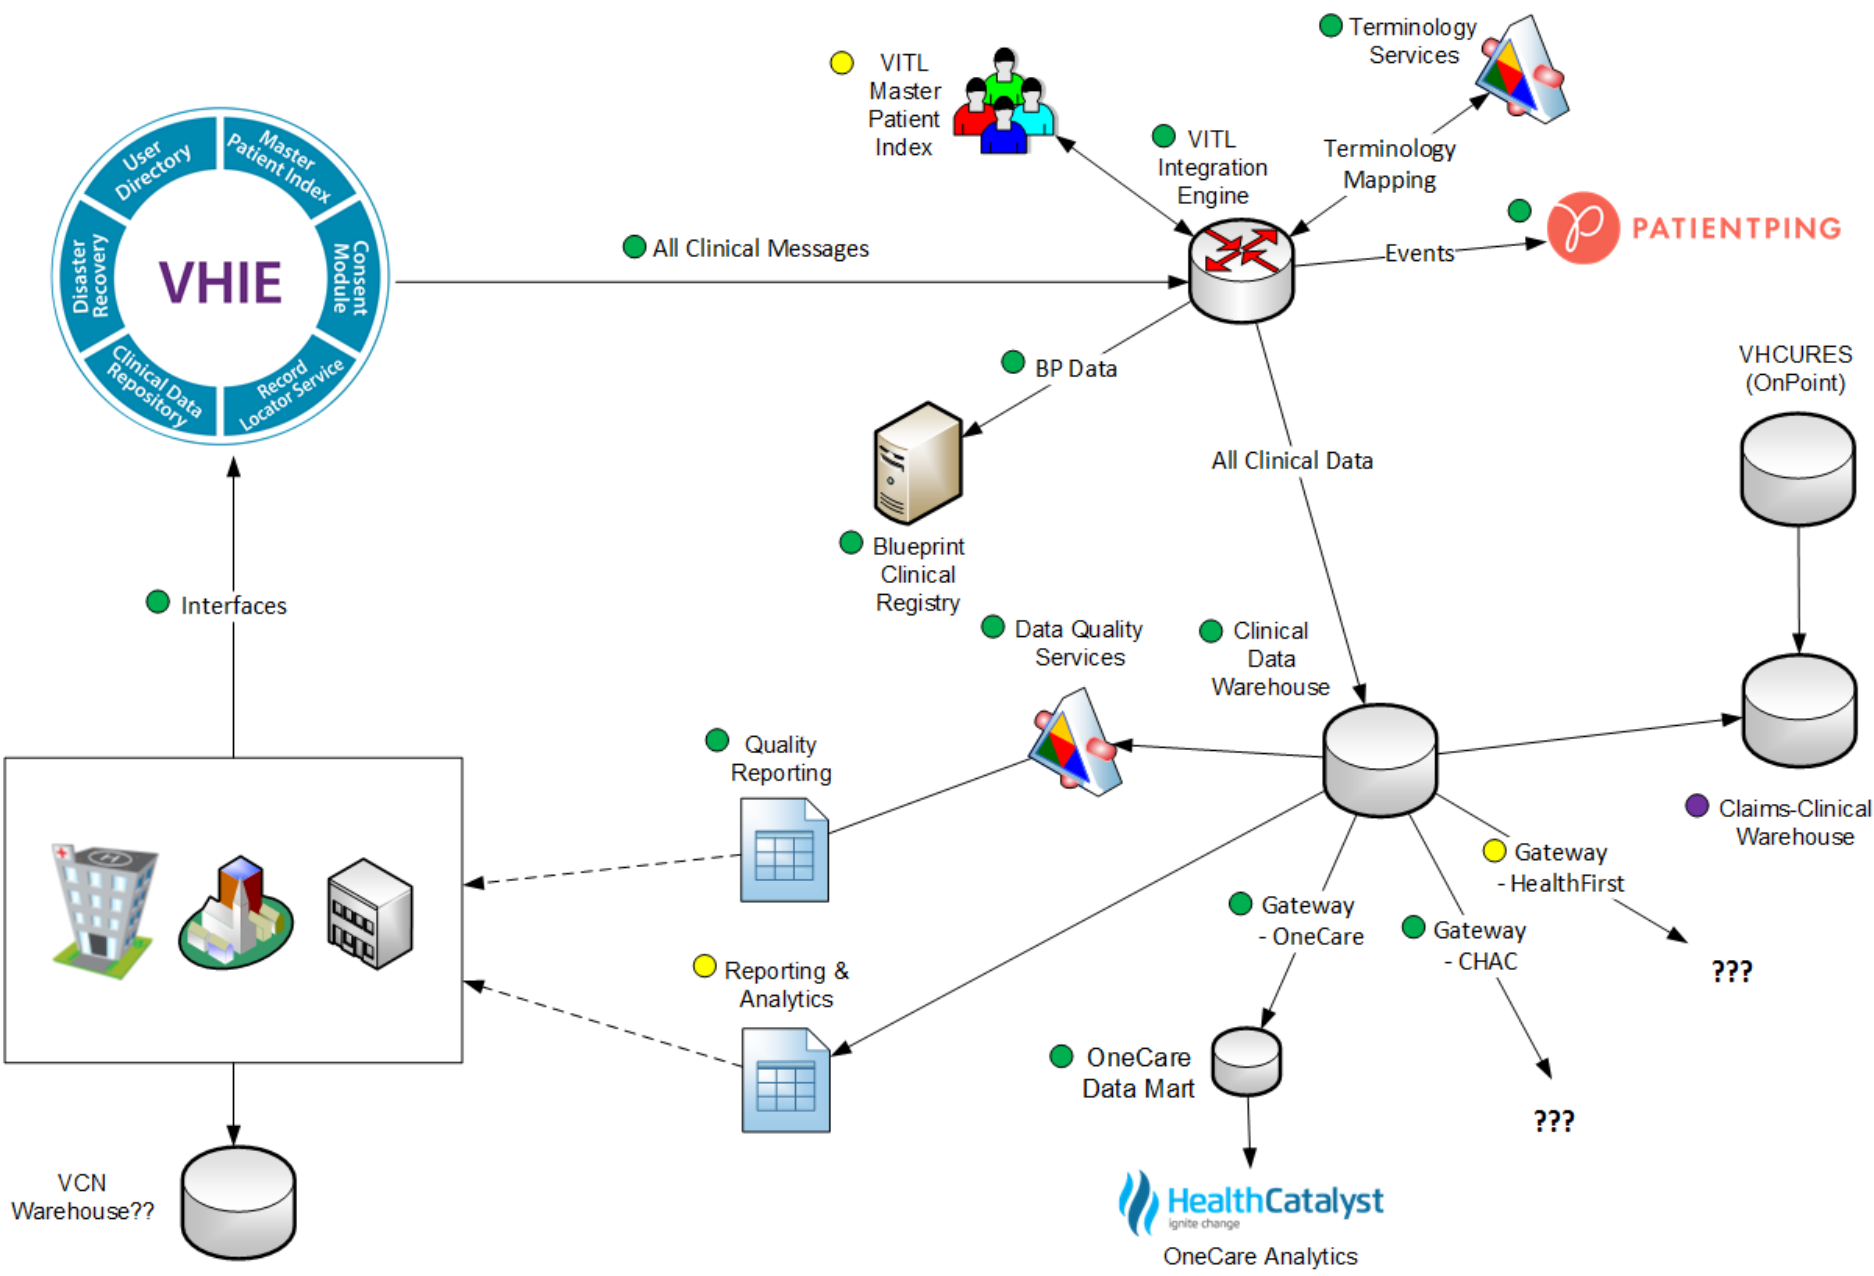 Terminology
Services
VITL
Master
Patient
Index
VITL
Integration
Engine
Terminology
Mapping
User
Directory
Master
Patient Index
Disaster
Recovery
VHIE
Consent
Module
Clinical Data
Repository
Record
Locator Service
All Clinical Messages
Events
PATIENTPING
BP Data
VHCURES
(OnPoint)
All Clinical Data
Blueprint
Clinical
Registry
Interfaces
Data Quality
Services
Clinical
Data
Warehouse
Quality
Reporting
Claims-Clinical
Warehouse
Gateway
- HealthFirst
Gateway
- OneCare
Gateway
- CHAC
???
Reporting &
Analytics
OneCare
Data Mart
???
VCN
Warehouse??
HealthCatalyst
ignite change
OneCare Analytics